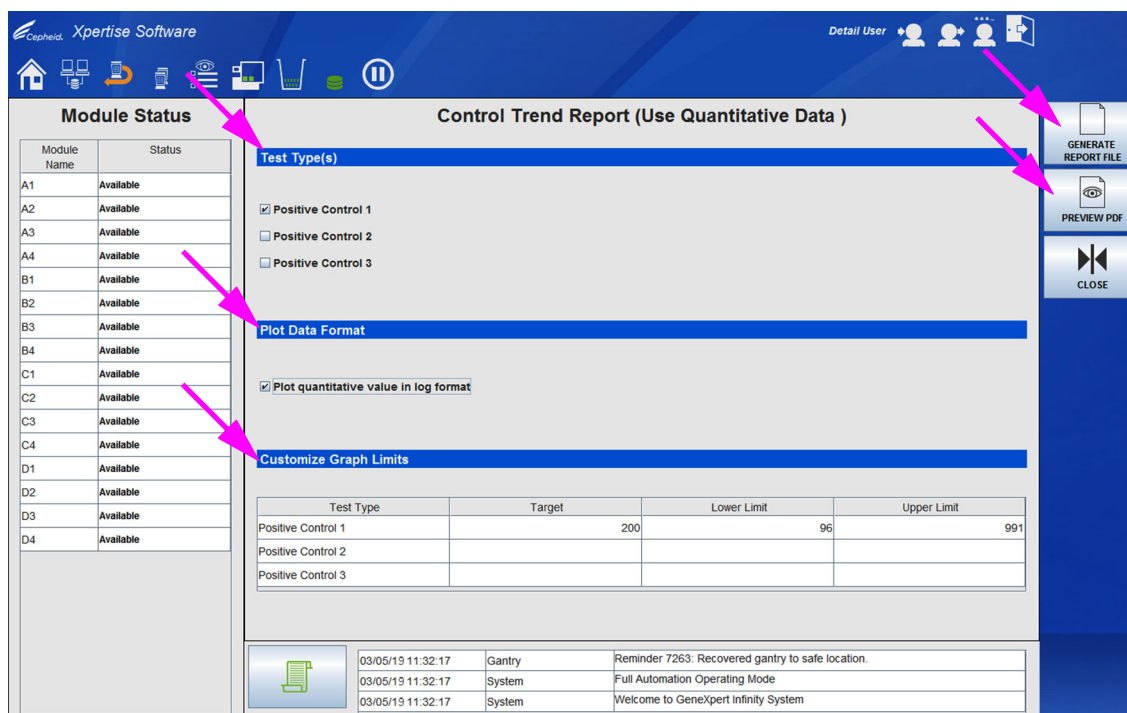 Cepheid. Xpertise Software
Detail User
Module Status
Control Trend Report (Use Quantitative Data )
Module Name Status
A1 Available
A2 Available
A3 Available
A4 Available
B1 Available
B2 Available
B3 Available
B4 Available
C1 Available
C2 Available
C3 Available
C4 Available
D1 Available
D2 Available
D3 Available
D4 Available
Test Type(s)
Positive Control 1
Positive Control 2
Positive Control 3
Plot Data Format
Plot quantitative value in log format
Customize Graph Limits
Test Type Target Lower Limit Upper Limit
Positive Control 1 200 96 991
Positive Control 2
Positive Control 3
03/05/19 11:32:17 Gantry Reminder 7263: Recovered gantry to safe location.
03/05/19 11:32:17 System Full Automation Operating Mode
03/05/19 11:32:17 System Welcome to GeneXpert Infinity System
GENERATE
REPORT FILE
PREVIEW PDF
CLOSE